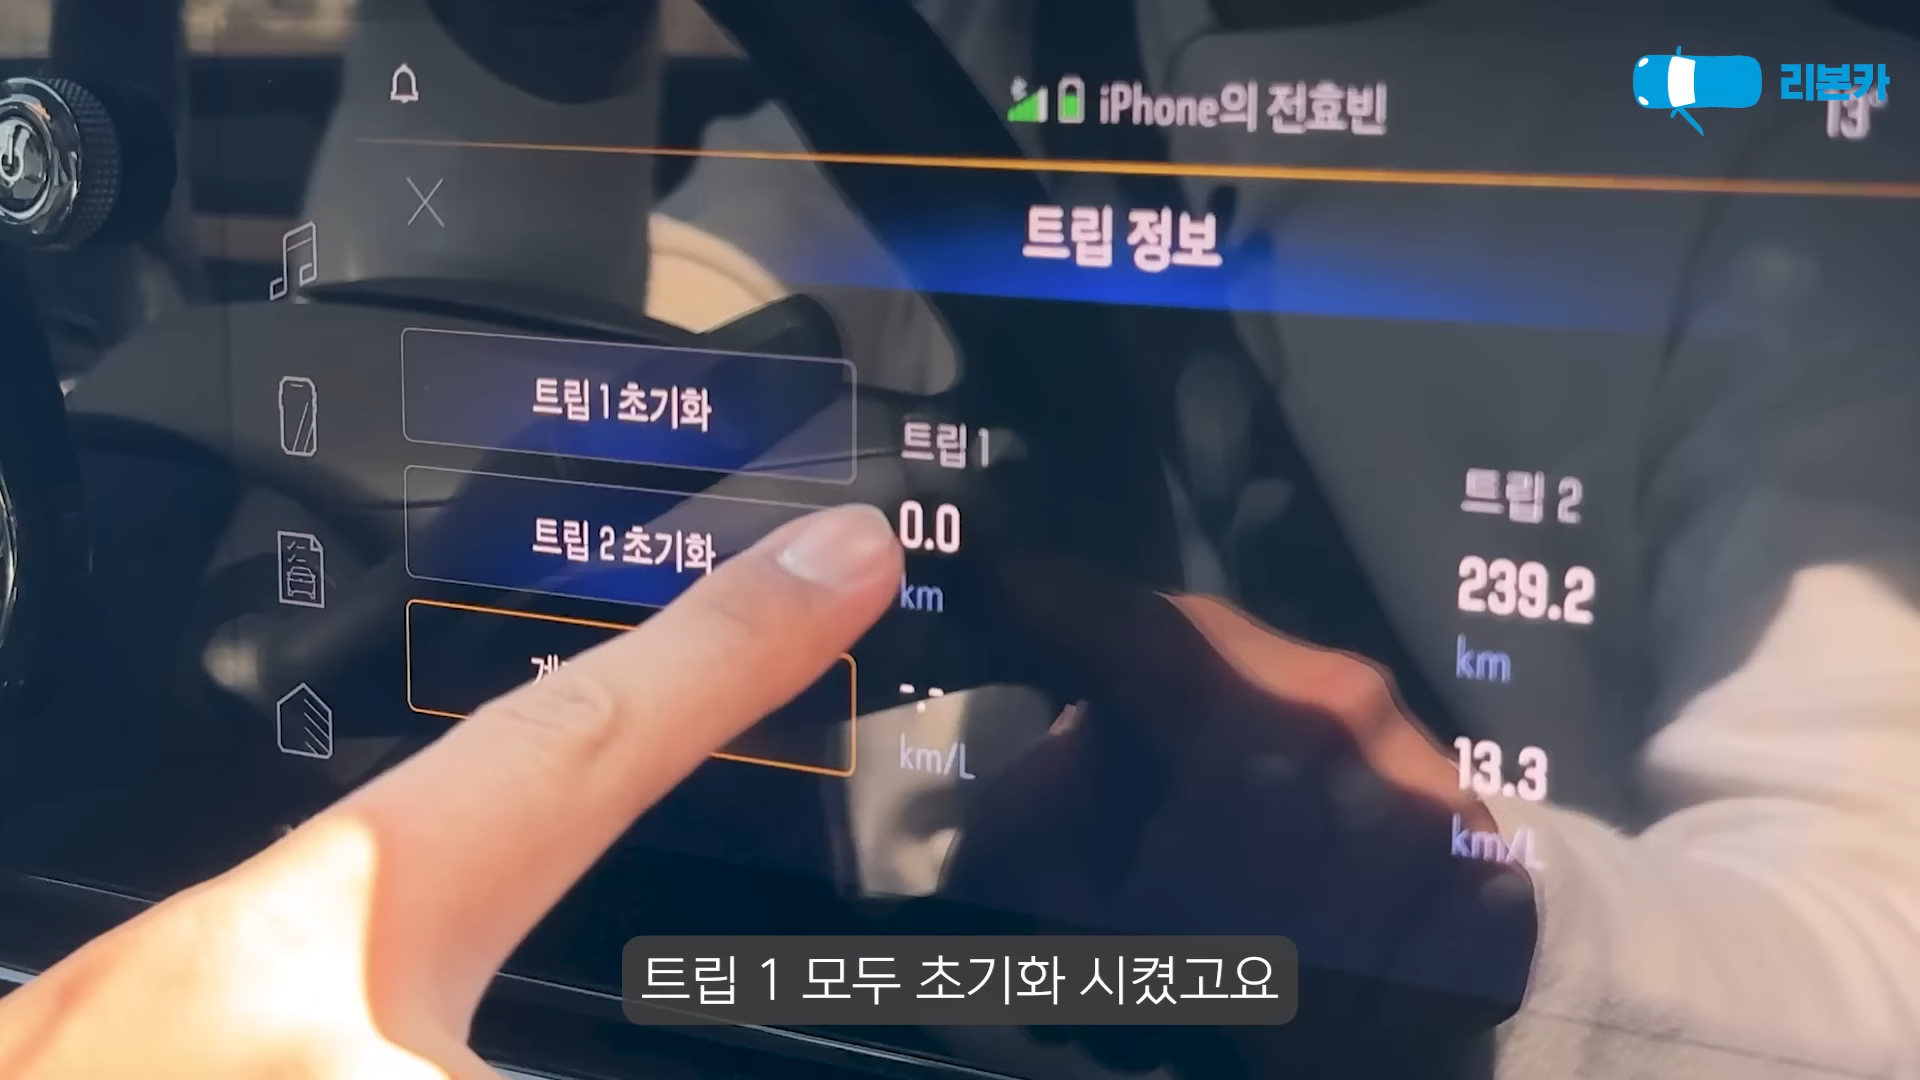 iPhone의 전효빈
리본카
13°
트립 정보
트립 1 초기화
트립 2 초기화
트립 1
0.0
km
-.-
km/L
트립 2
239.2
km
13.3
km/L
트립 1 모두 초기화 시켰고요